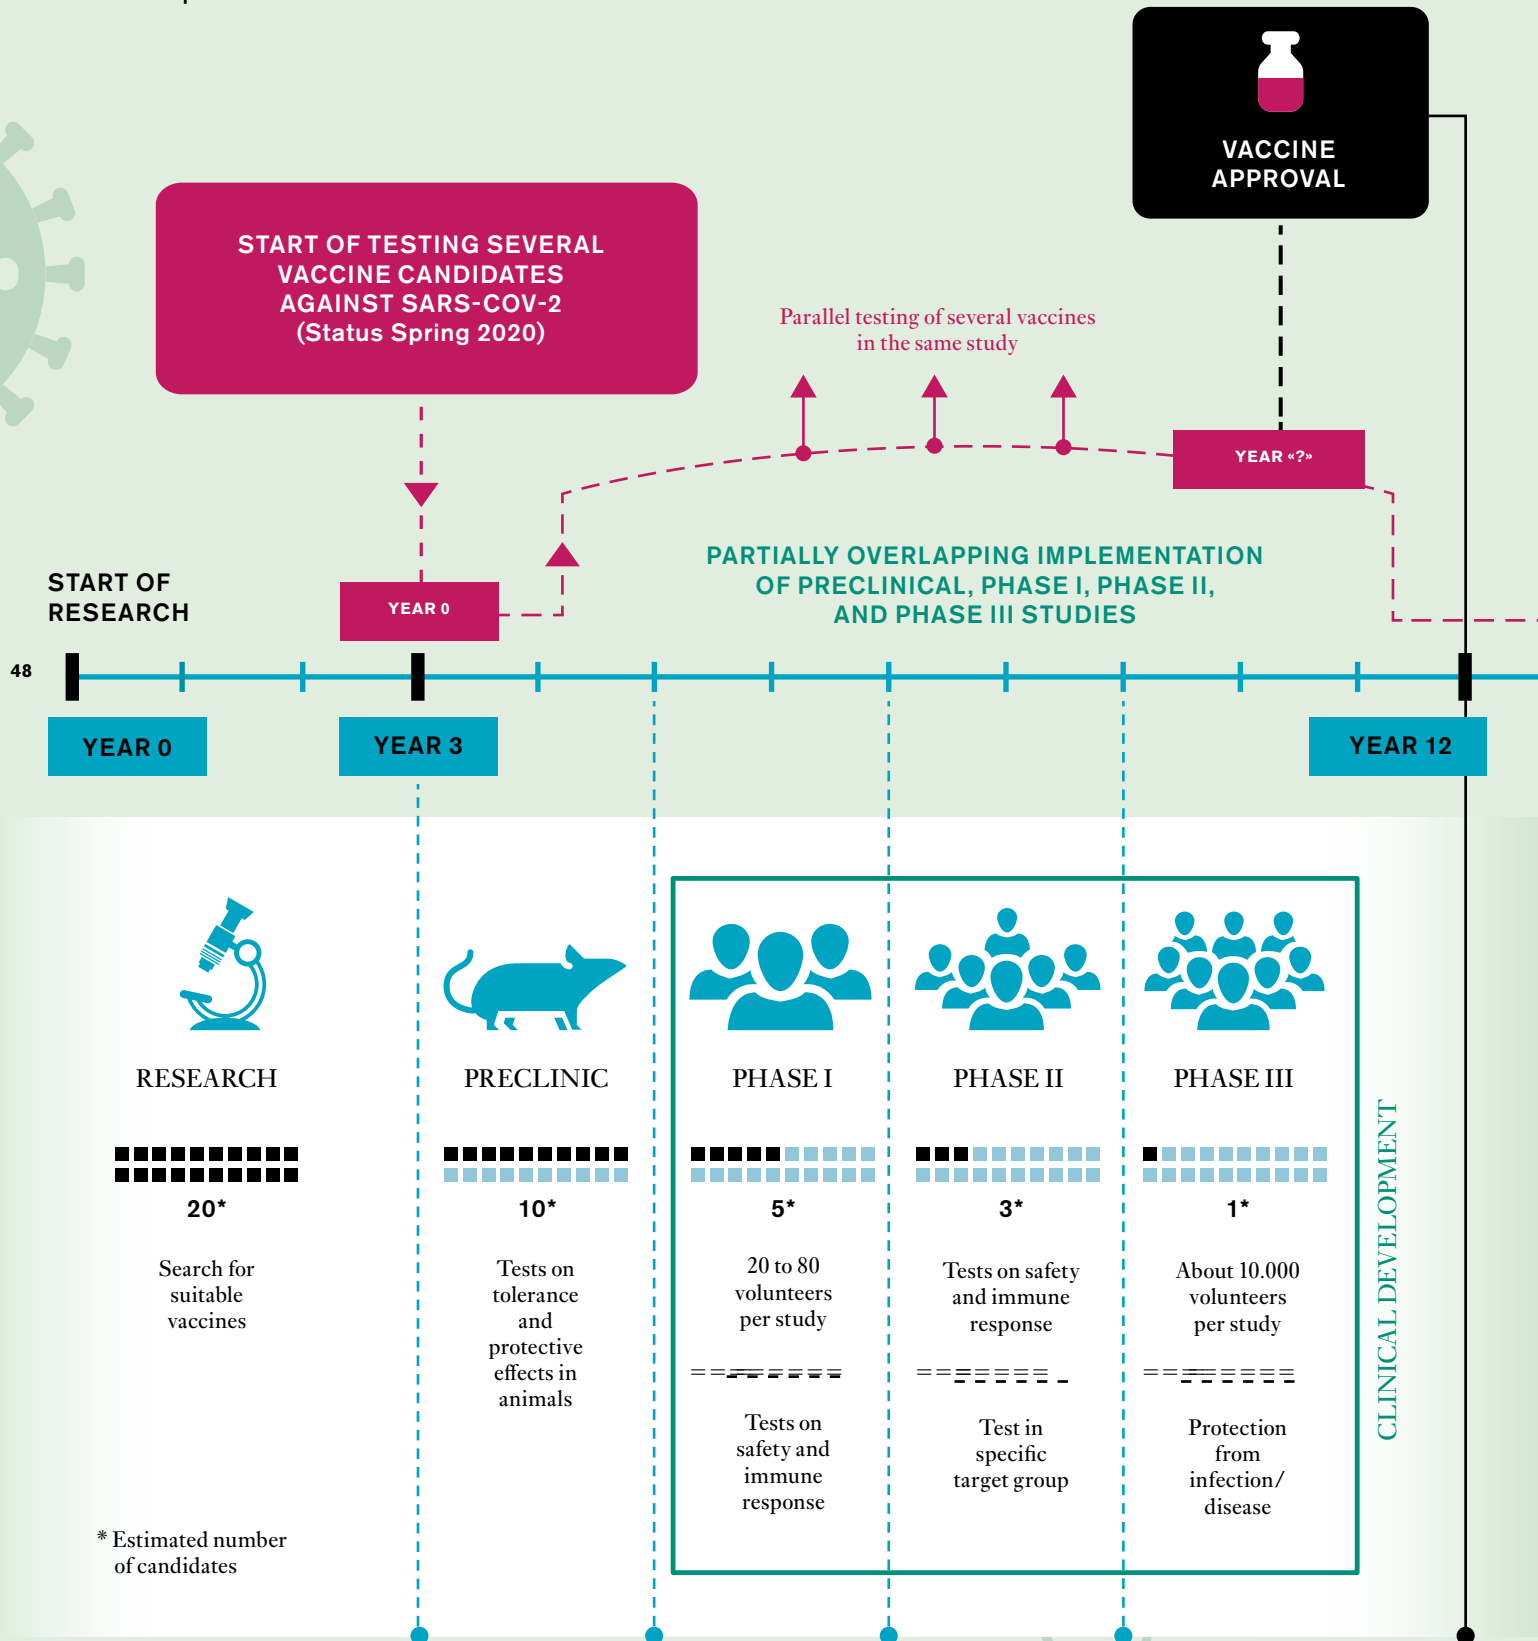 VACCINE
APPROVAL
START OF TESTING SEVERAL
VACCINE CANDIDATES
AGAINST SARS-COV-2
(Status Spring 2020)
Parallel testing of several vaccines
in the same study
YEAR «?»
PARTIALLY OVERLAPPING IMPLEMENTATION
OF PRECLINICAL, PHASE I, PHASE II,
AND PHASE III STUDIES
START OF
RESEARCH
YEAR 0
48
YEAR 0
YEAR 3
YEAR 12
RESEARCH
20*
Search for
suitable
vaccines
PRECLINIC
10*
Tests on
tolerance
and
protective
effects in
animals
PHASE I
5*
20 to 80
volunteers
per study
Tests on
safety and
immune
response
PHASE II
3*
Tests on safety
and immune
response
Test in
specific
target group
PHASE III
1*
About 10.000
volunteers
per study
Protection
from
infection/
disease
CLINICAL DEVELOPMENT
* Estimated number
of candidates